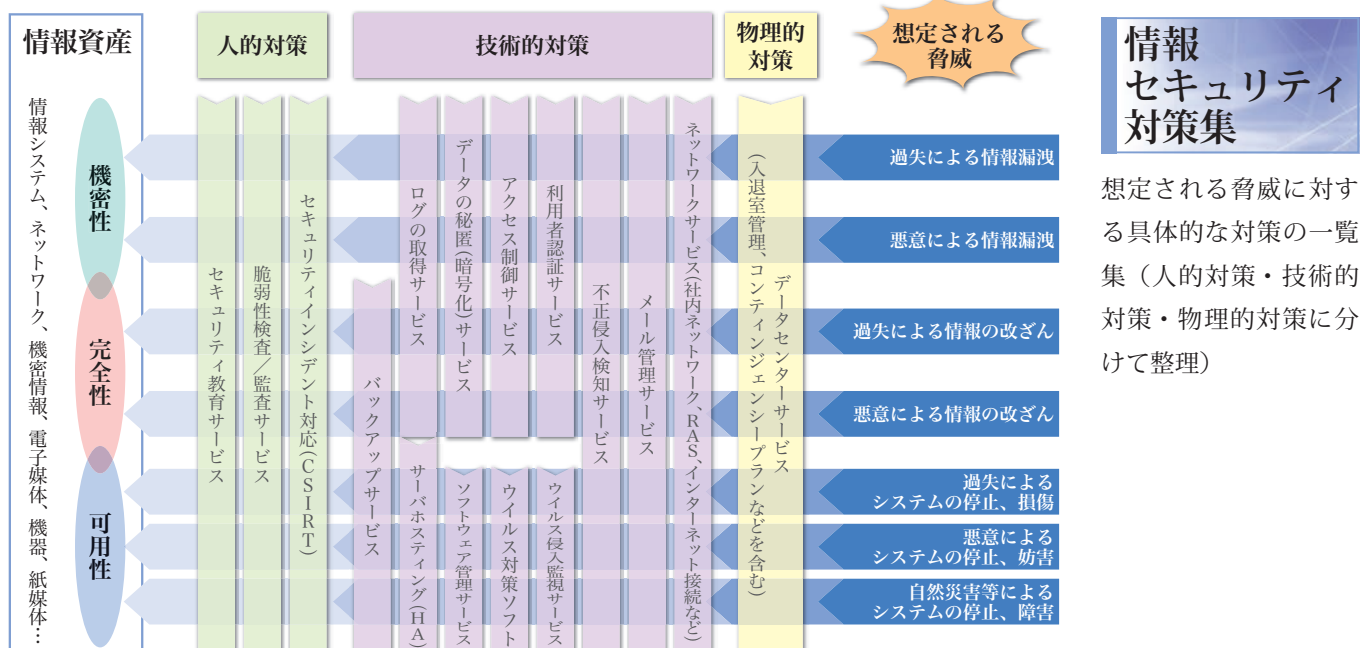 情報資産
人的対策
技術的対策
物理的
対策
想定される
脅威
情報システム、ネットワーク、機密情報、電子媒体、機器、紙媒体…
機密性
完全性
可用性
セキュリティ教育サービス
脆弱性検査／監査サービス
セキュリティインシデント対応(CSIRT)
バックアップサービス
ログの取得サービス
サーバホスティング(HA)
データの秘匿(暗号化)サービス
ソフトウェア管理サービス
アクセス制御サービス
ウイルス対策ソフト
利用者認証サービス
ウイルス侵入監視サービス
不正侵入検知サービス
メール管理サービス
ネットワークサービス(社内ネットワーク、RAS、インターネット接続など)
データセンターサービス
(入退室管理、コンティンジェンシープランなどを含む)
過失による情報漏洩
悪意による情報漏洩
過失による情報の改ざん
悪意による情報の改ざん
過失による
システムの停止、損傷
悪意による
システムの停止、妨害
自然災害等による
システムの停止、障害
情報
セキュリティ
対策集
想定される脅威に対す
る具体的な対策の一覧
集（人的対策・技術的
対策・物理的対策に分
けて整理）